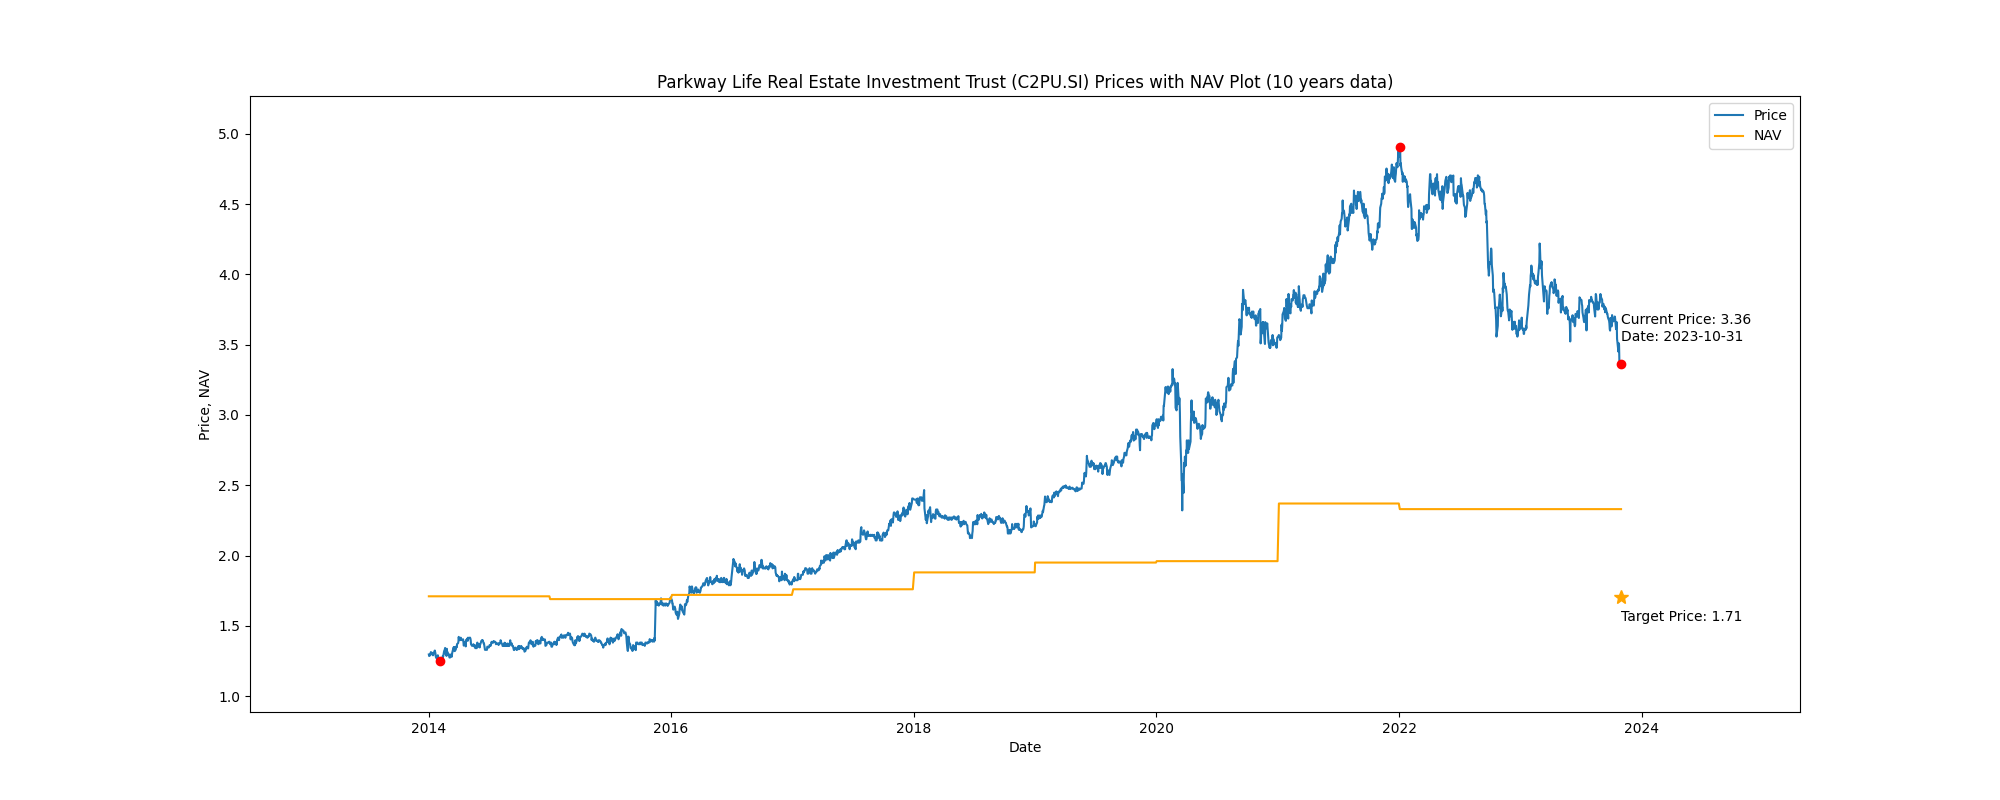 Parkway Life Real Estate Investment Trust (C2PU.SI) Prices with NAV Plot (10 years data)
Price
NAV
5.0
4.5
4.0
3.5
3.0
2.5
2.0
1.5
1.0
Price, NAV
Current Price: 3.36
Date: 2023-10-31
Target Price: 1.71
2014
2016
2018
2020
2022
2024
Date